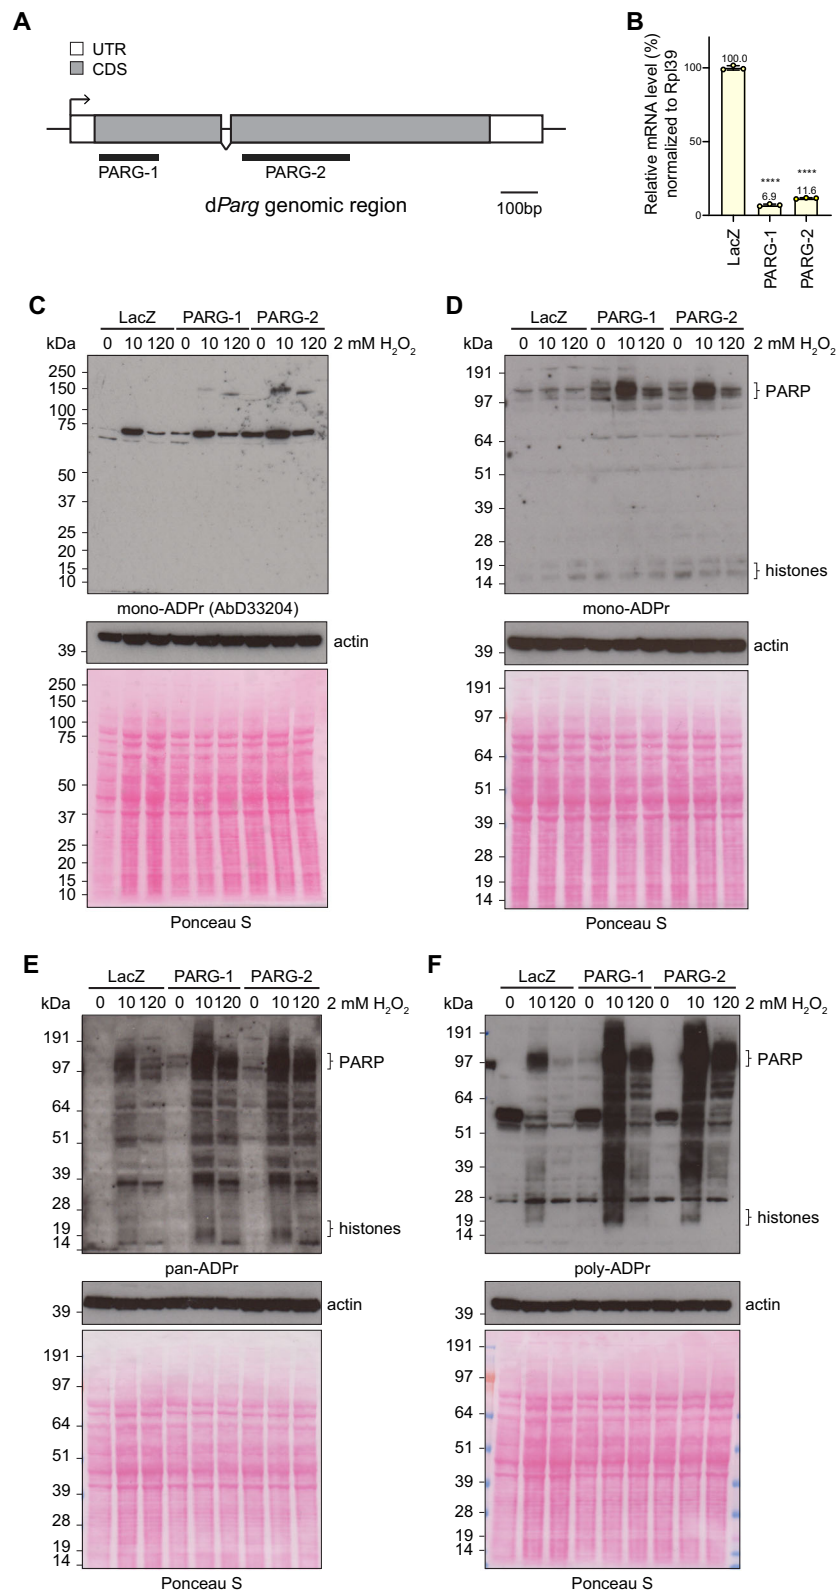 A
UTR
CDS
PARG-1 PARG-2
dParg genomic region
100bp
B
Relative mRNA level (%)
normalized to Rpl39
100
50
0
100.0
****
6.9
****
11.6
LacZ
PARG-1
PARG-2
C
LacZ PARG-1 PARG-2
kDa 0 10 120 0 10 120 0 10 120 2 mM H₂O₂
250
150
100
75
50
37
25
20
15
10
mono-ADPr (AbD33204)
39 actin
250
150
100
75
50
37
25
20
15
10
Ponceau S
D
LacZ PARG-1 PARG-2
kDa 0 10 120 0 10 120 0 10 120 2 mM H₂O₂
191
PARP
97
64
51
39
28
19
histones
14
mono-ADPr
39 actin
191
97
64
51
39
28
19
14
Ponceau S
E
LacZ PARG-1 PARG-2
kDa 0 10 120 0 10 120 0 10 120 2 mM H₂O₂
191
97 PARP
64
51
39
28
19 histones
14
pan-ADPr
39 actin
191
97
64
51
39
28
19
14
Ponceau S
F
LacZ PARG-1 PARG-2
kDa 0 10 120 0 10 120 0 10 120 2 mM H₂O₂
191
97 PARP
64
51
39
28
19 histones
14
poly-ADPr
39 actin
191
97
64
51
39
28
19
14
Ponceau S